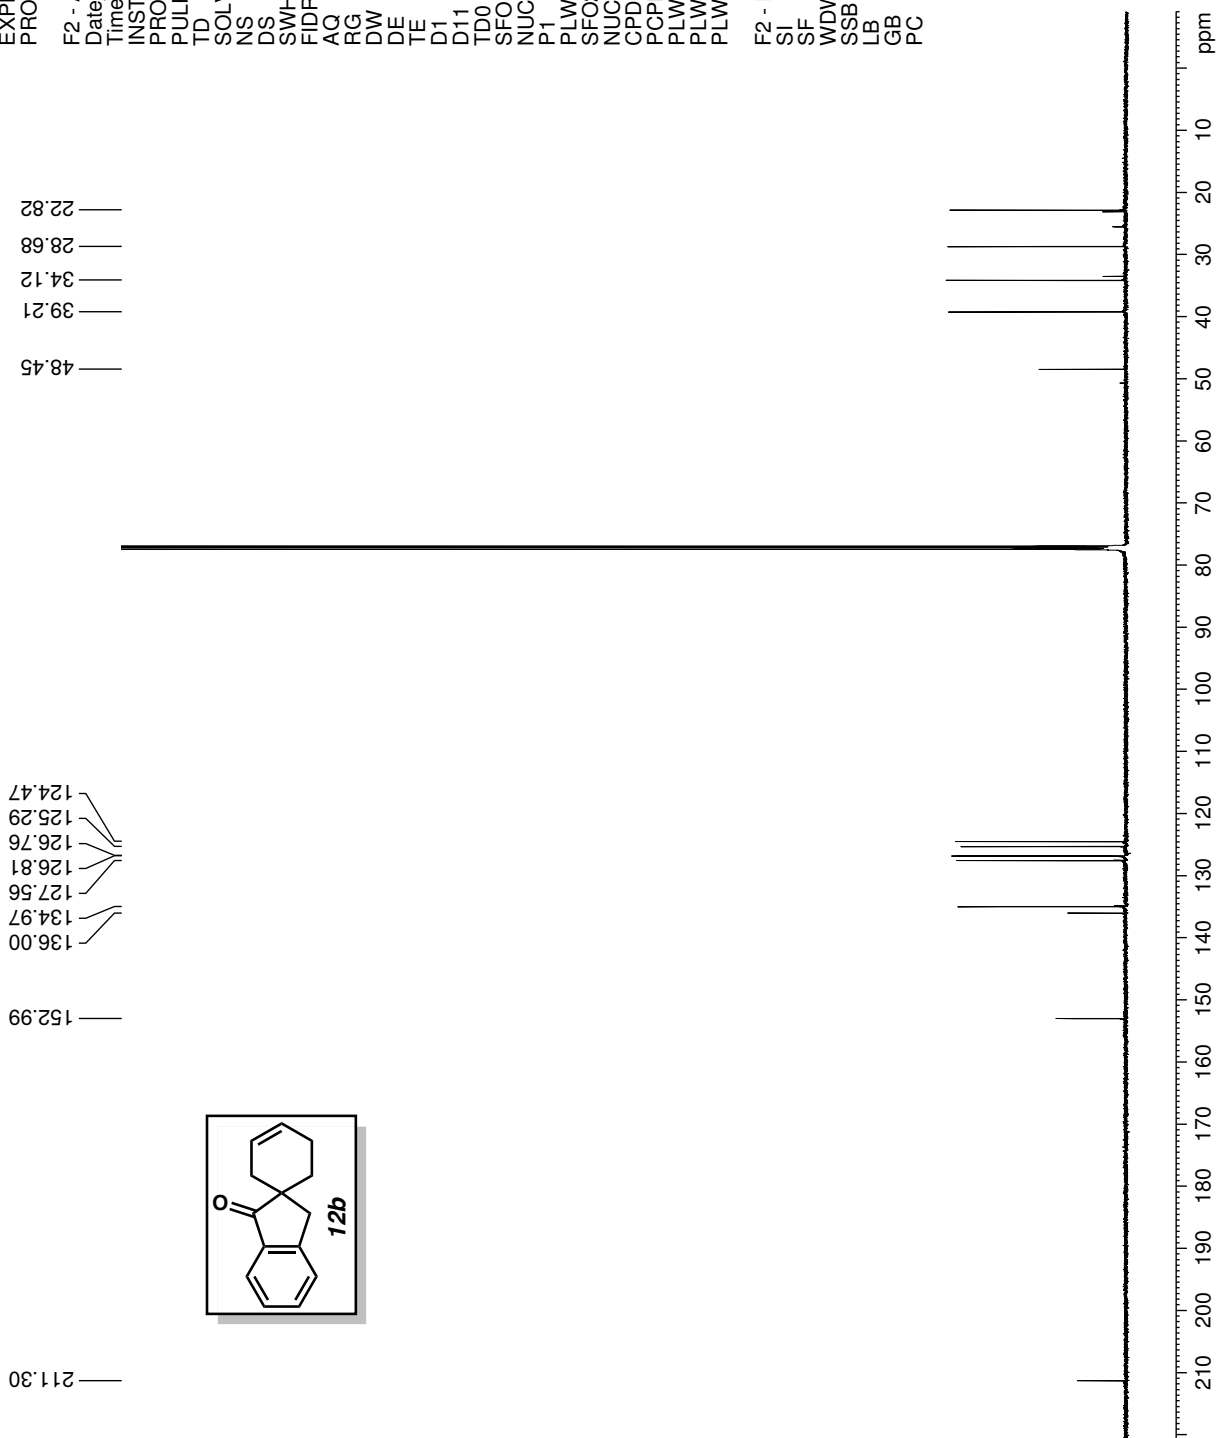 PROC
F2 -
Date
Time
INST
PRO
PUL
TD
SOLV
NS
DS
SWH
FIDR
AQ
RG
DW
DE
TE
D1
D11
TD0
SFO
NUC
P1
PLW
SFO
NUC
CPD
PCP
PLW
PLW
PLW
F2 -
SI
SF
WDW
SSB
LB
GB
PC
211.30
152.99
136.00
134.97
127.56
126.81
126.76
125.29
124.47
48.45
39.21
34.12
28.68
22.82
O
12b
210 200 190 180 170 160 150 140 130 120 110 100 90 80 70 60 50 40 30 20 10 ppm